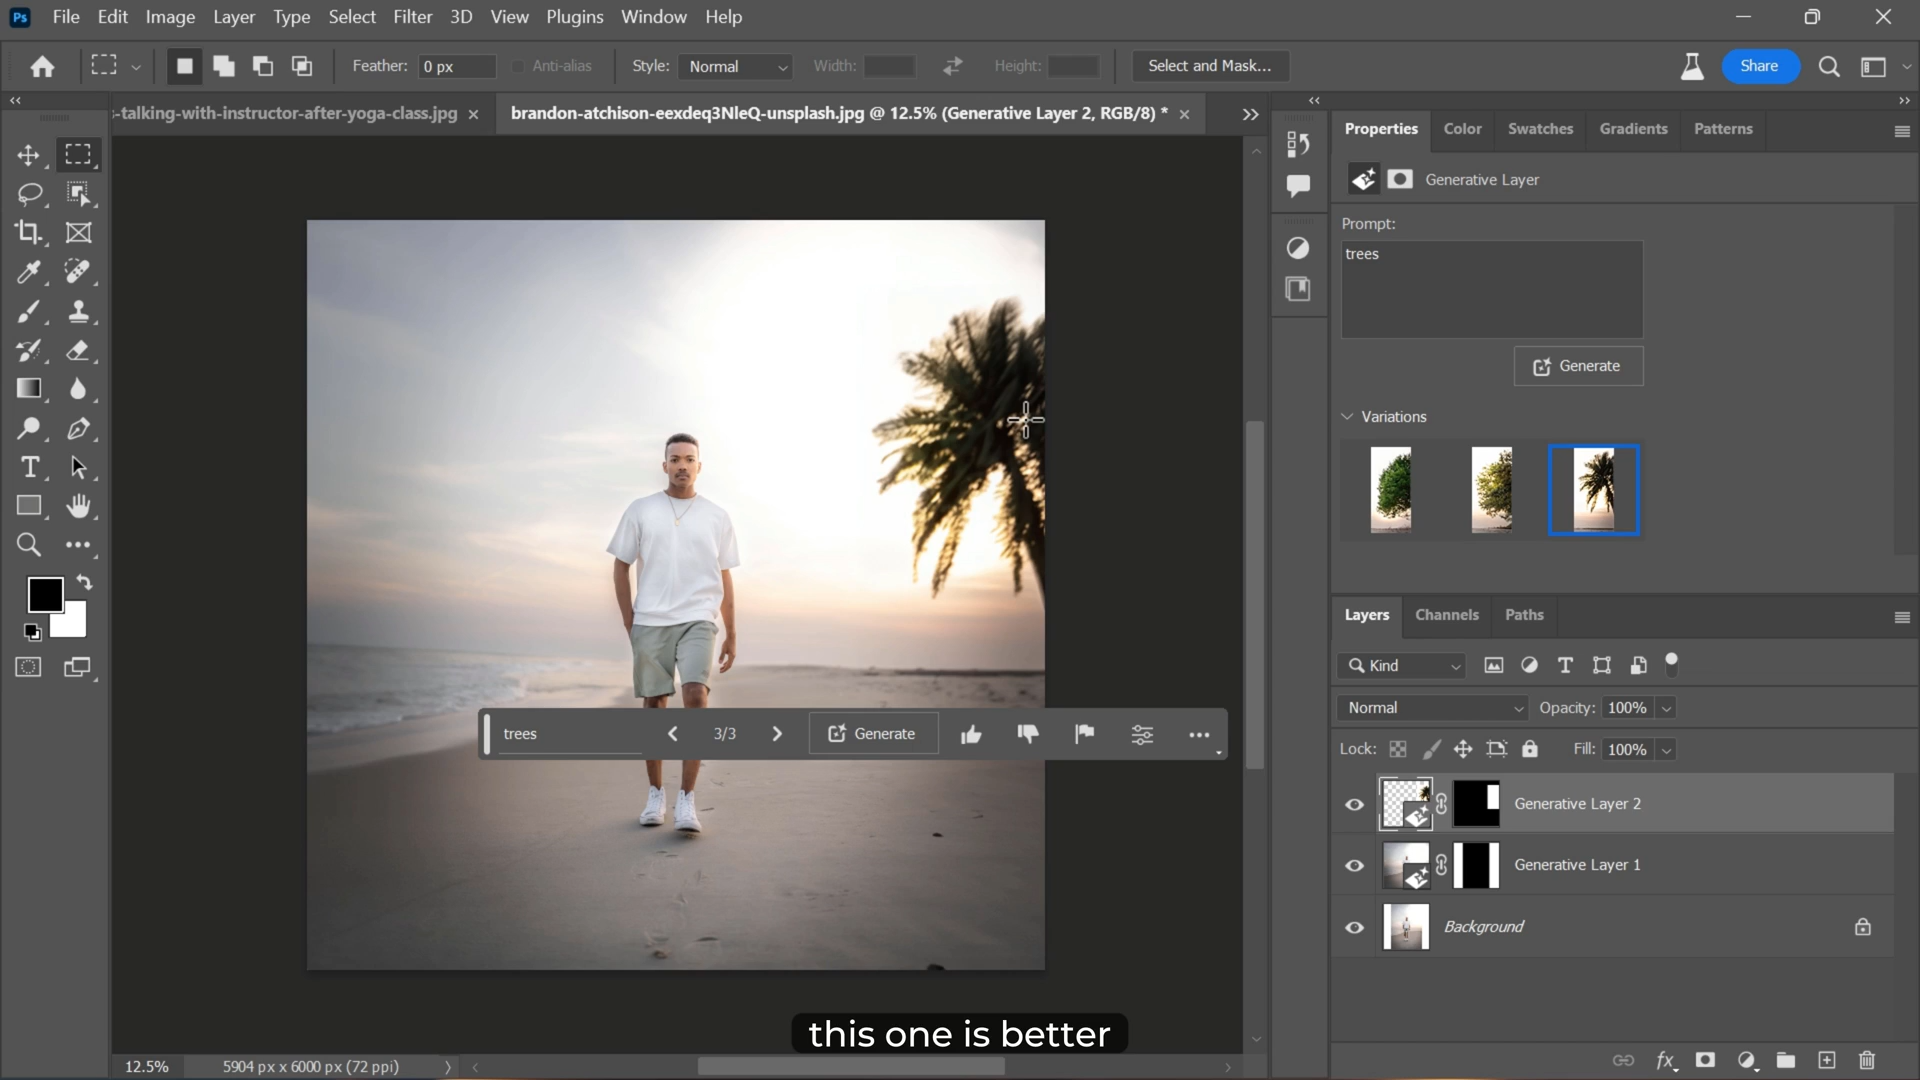 Ps File Edit Image Layer Type Select Filter 3D View Plugins Window Help
Feather: 0 px Anti-alias Style: Normal Width: Height: Select and Mask... Share
-talking-with-instructor-after-yoga-class.jpg brandon-atchison-eexdeq3NleQ-unsplash.jpg @ 12.5% (Generative Layer 2, RGB/8) *
Properties Color Swatches Gradients Patterns
Generative Layer
Prompt:
trees
Generate
Variations
trees 3/3 Generate
Layers Channels Paths
Kind
Normal Opacity: 100%
Lock: Fill: 100%
Generative Layer 2
Generative Layer 1
Background
this one is better
12.5% 5904 px x 6000 px (72 ppi)